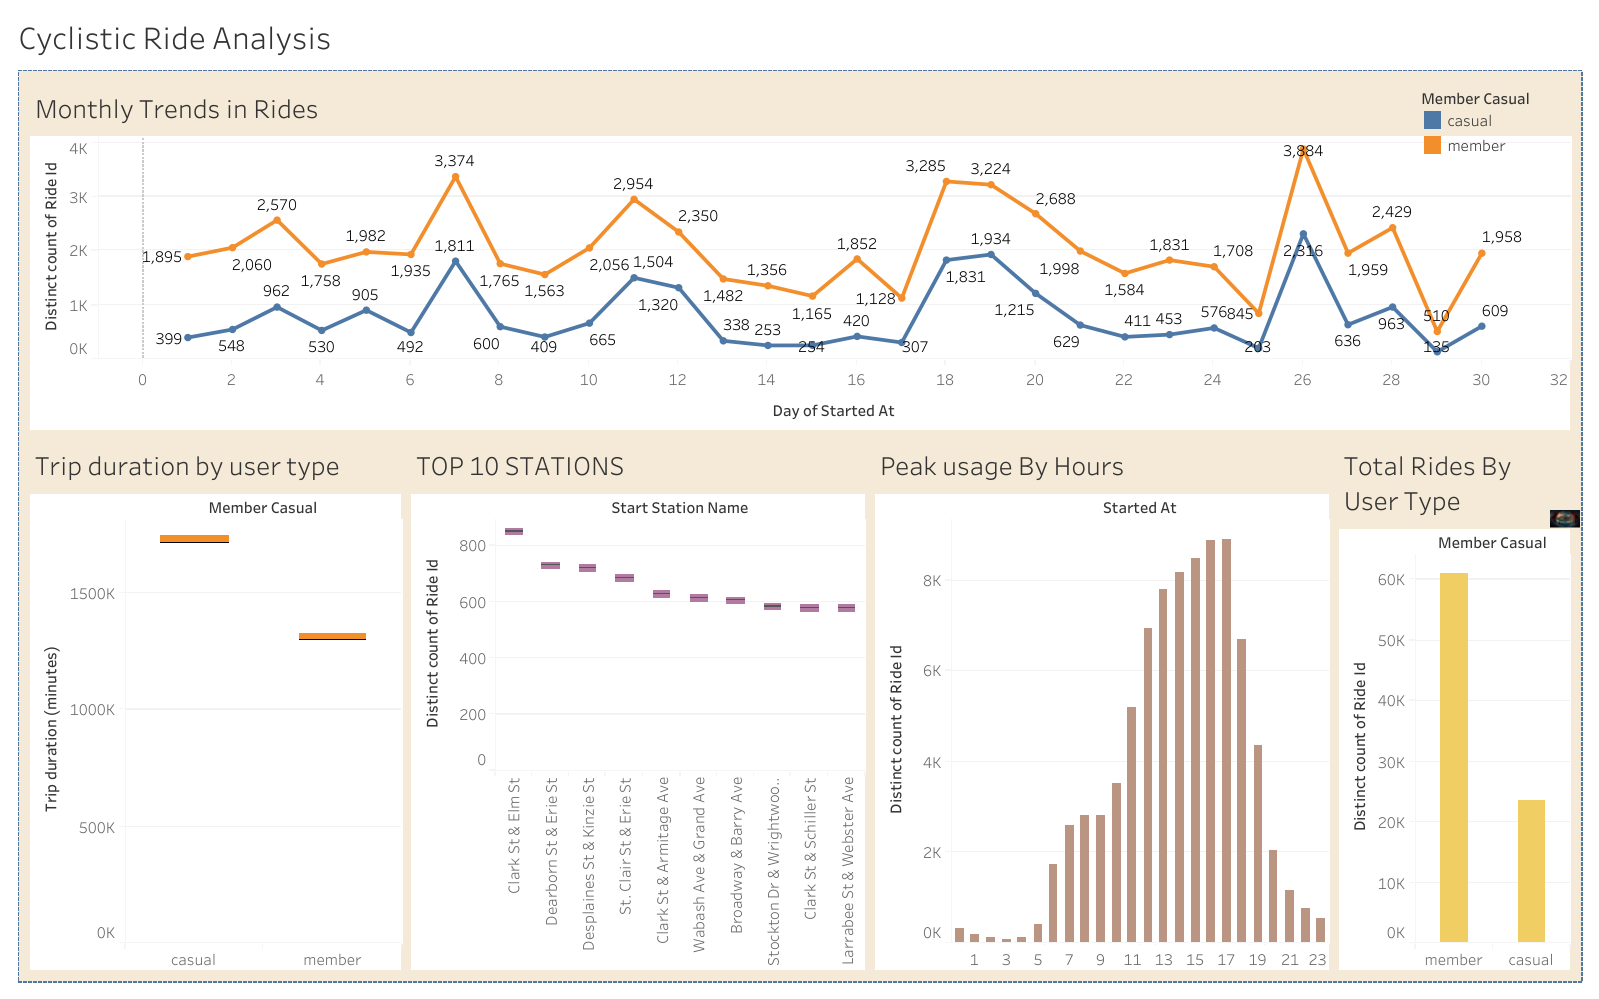 Cyclistic Ride Analysis
Monthly Trends in Rides
Member Casual
casual
member
Distinct count of Ride Id
4K
3K
2K
1K
0K
1,895
2,060
2,570
1,758
1,982
1,935
3,374
1,765
1,563
2,056
2,954
2,350
1,482
1,356
1,165
1,852
1,128
3,285
3,224
2,688
1,998
1,584
1,831
1,708
845
3,884
1,959
2,429
510
1,958
399
548
962
530
905
492
1,811
600
409
665
1,504
1,320
338
253
254
420
307
1,831
1,934
1,215
629
411
453
576
203
2,316
636
963
135
609
0 2 4 6 8 10 12 14 16 18 20 22 24 26 28 30 32
Day of Started At
Trip duration by user type
Member Casual
Trip duration (minutes)
1500K
1000K
500K
0K
casual member
TOP 10 STATIONS
Start Station Name
Distinct count of Ride Id
800
600
400
200
0
Clark St & Elm St
Dearborn St & Erie St
Desplaines St & Kinzie St
St. Clair St & Erie St
Clark St & Armitage Ave
Wabash Ave & Grand Ave
Broadway & Barry Ave
Stockton Dr & Wrightwoo..
Clark St & Schiller St
Larrabee St & Webster Ave
Peak usage By Hours
Started At
Distinct count of Ride Id
8K
6K
4K
2K
0K
1 3 5 7 9 11 13 15 17 19 21 23
Total Rides By
User Type
Member Casual
Distinct count of Ride Id
60K
50K
40K
30K
20K
10K
0K
member casual